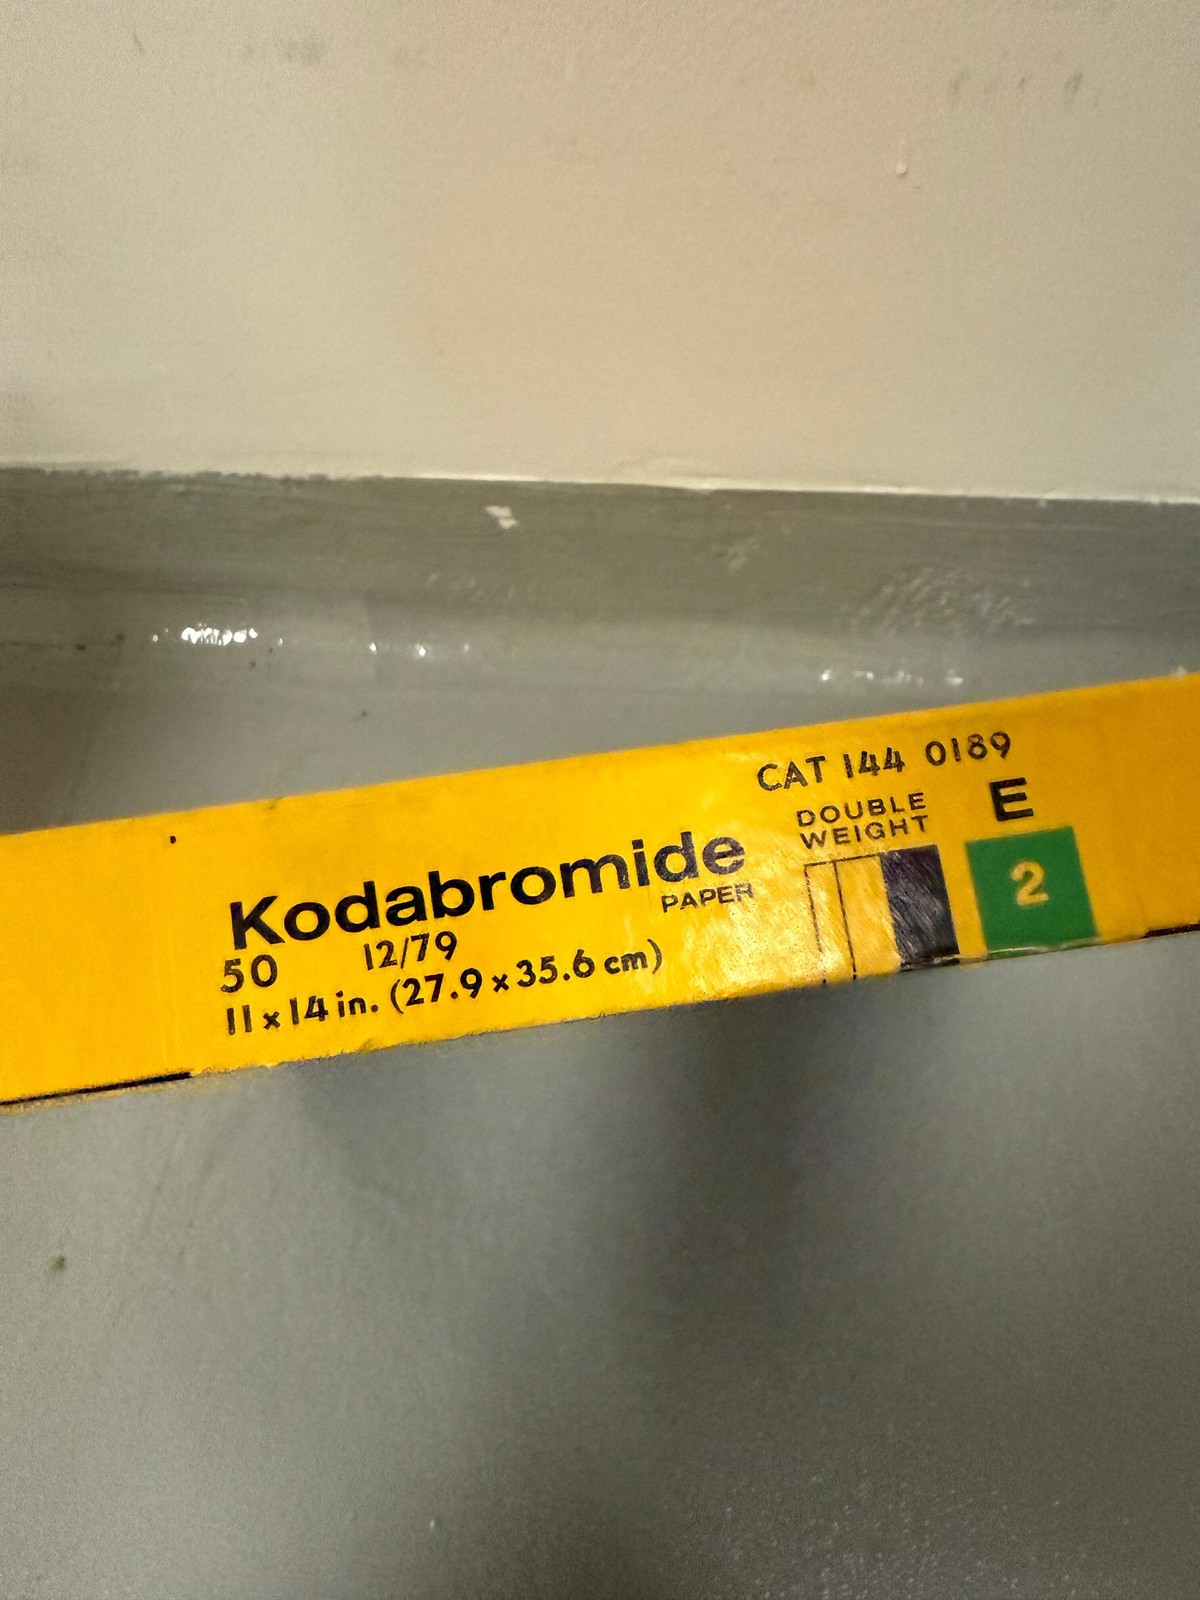 CAT 144 0189
Kodabromide
PAPER
DOUBLE
WEIGHT
E
2
50 12/79
11 x 14 in. (27.9 x 35.6 cm)